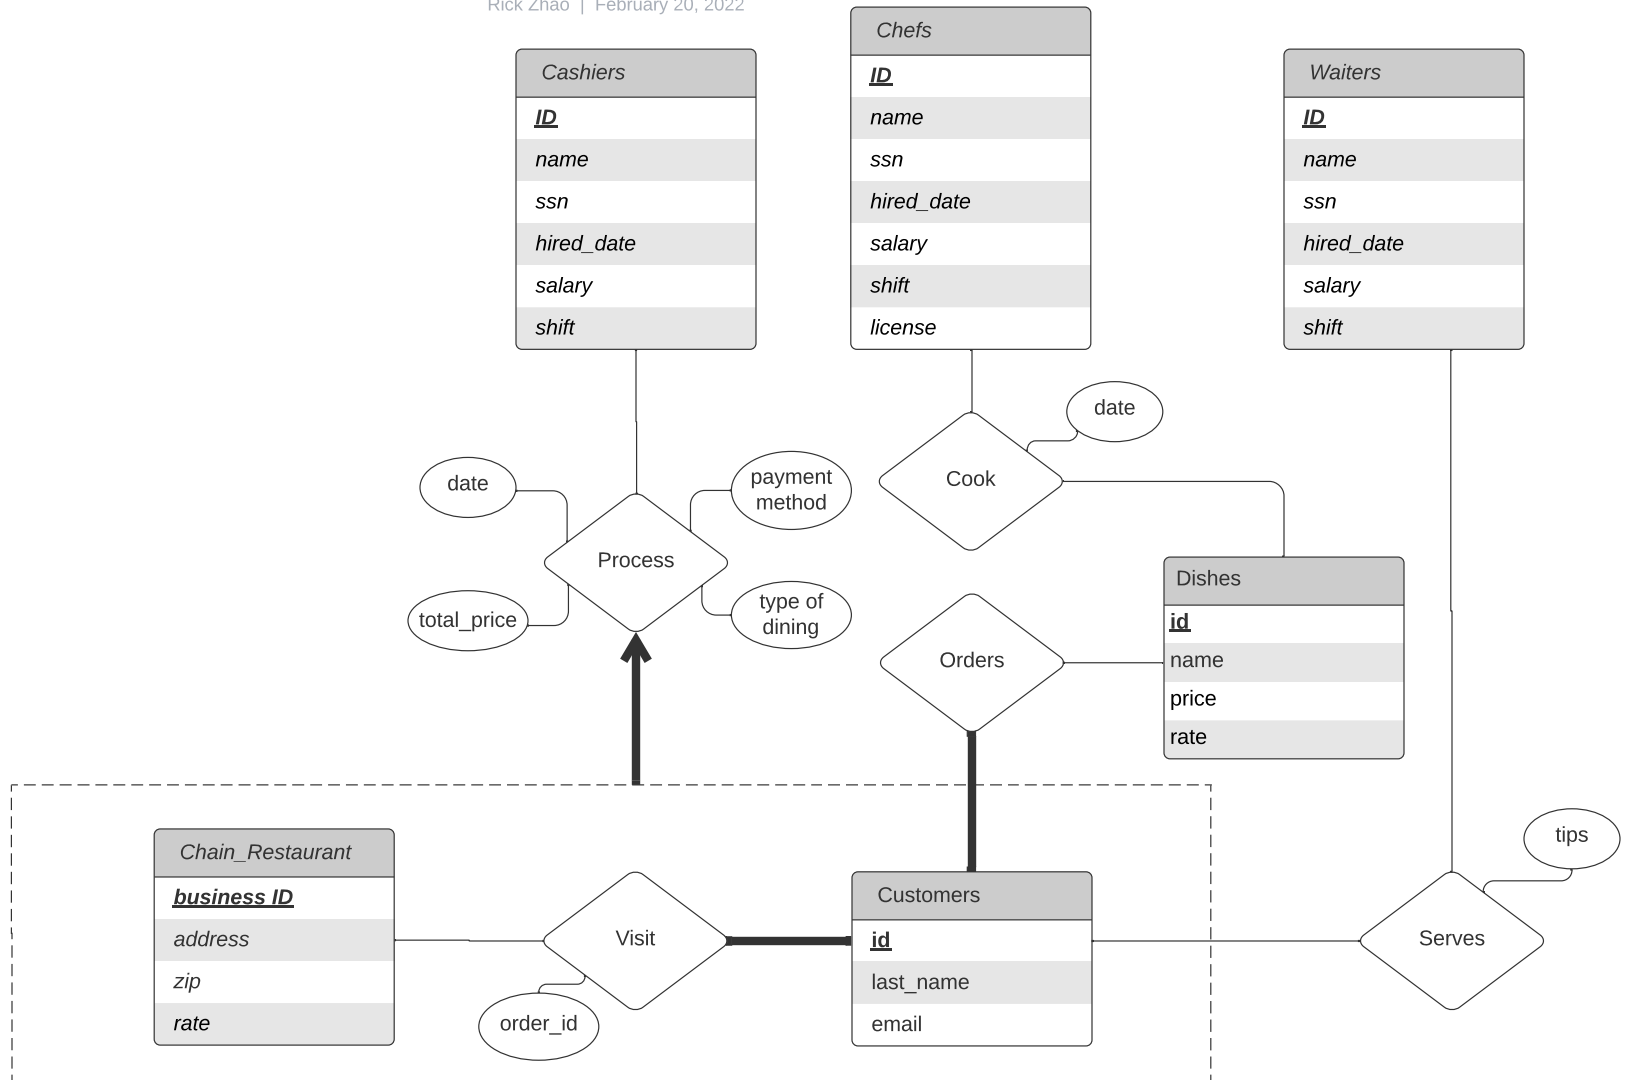 Rick Zhao | February 20, 2022
Cashiers
ID
name
ssn
hired_date
salary
shift
Chefs
ID
name
ssn
hired_date
salary
shift
license
Waiters
ID
name
ssn
hired_date
salary
shift
date
payment
method
Process
total_price
type of
dining
date
Cook
Orders
Dishes
id
name
price
rate
Chain_Restaurant
business ID
address
zip
rate
Visit
order_id
Customers
id
last_name
email
Serves
tips